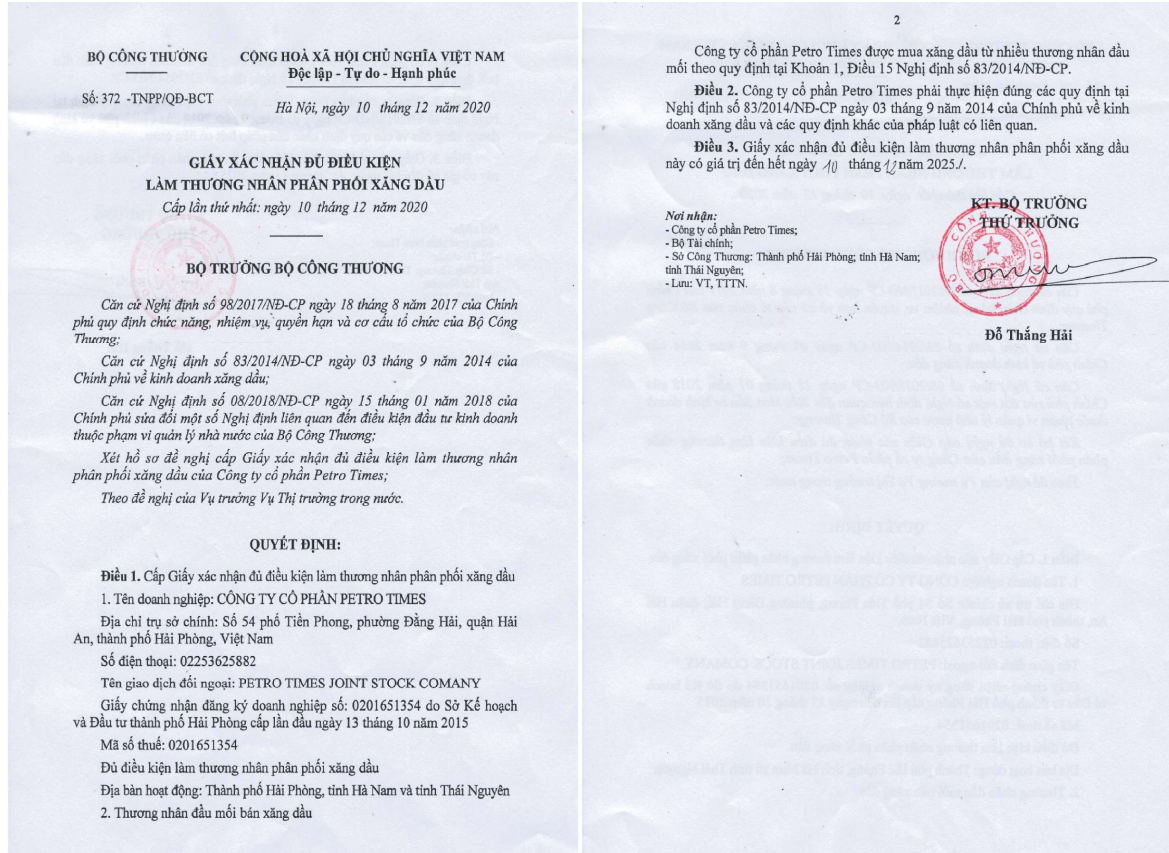 BỘ CÔNG THƯƠNG
CỘNG HOÀ XÃ HỘI CHỦ NGHĨA VIỆT NAM
Độc lập - Tự do - Hạnh phúc
Số: 372 -TNPP/QĐ-BCT
Hà Nội, ngày 10 tháng 12 năm 2020
GIẤY XÁC NHẬN ĐỦ ĐIỀU KIỆN
LÀM THƯƠNG NHÂN PHÂN PHỐI XĂNG DẦU
Cấp lần thứ nhất: ngày 10 tháng 12 năm 2020
BỘ TRƯỞNG BỘ CÔNG THƯƠNG
Căn cứ Nghị định số 98/2017/NĐ-CP ngày 18 tháng 8 năm 2017 của Chính
phủ quy định chức năng, nhiệm vụ, quyền hạn và cơ cấu tổ chức của Bộ Công
Thương;
Căn cứ Nghị định số 83/2014/NĐ-CP ngày 03 tháng 9 năm 2014 của
Chính phủ về kinh doanh xăng dầu;
Căn cứ Nghị định số 08/2018/NĐ-CP ngày 15 tháng 01 năm 2018 của
Chính phủ sửa đổi một số Nghị định liên quan đến điều kiện đầu tư kinh doanh
thuộc phạm vi quản lý nhà nước của Bộ Công Thương;
Xét hồ sơ đề nghị cấp Giấy xác nhận đủ điều kiện làm thương nhân
phân phối xăng dầu của Công ty cổ phần Petro Times;
Theo đề nghị của Vụ trưởng Vụ Thị trường trong nước.
QUYẾT ĐỊNH:
Điều 1. Cấp Giấy xác nhận đủ điều kiện làm thương nhân phân phối xăng dầu
1. Tên doanh nghiệp: CÔNG TY CỔ PHẦN PETRO TIMES
Địa chỉ trụ sở chính: Số 54 phố Tiền Phong, phường Đằng Hải, quận Hải
An, thành phố Hải Phòng, Việt Nam
Số điện thoại: 02253625882
Tên giao dịch đối ngoại: PETRO TIMES JOINT STOCK COMANY
Giấy chứng nhận đăng ký doanh nghiệp số: 0201651354 do Sở Kế hoạch
và Đầu tư thành phố Hải Phòng cấp lần đầu ngày 13 tháng 10 năm 2015
Mã số thuế: 0201651354
Đủ điều kiện làm thương nhân phân phối xăng dầu
Địa bàn hoạt động: Thành phố Hải Phòng, tỉnh Hà Nam và tỉnh Thái Nguyên
2. Thương nhân đầu mối bán xăng dầu
2
Công ty cổ phần Petro Times được mua xăng dầu từ nhiều thương nhân đầu
mối theo quy định tại Khoản 1, Điều 15 Nghị định số 83/2014/NĐ-CP.
Điều 2. Công ty cổ phần Petro Times phải thực hiện đúng các quy định tại
Nghị định số 83/2014/NĐ-CP ngày 03 tháng 9 năm 2014 của Chính phủ về kinh
doanh xăng dầu và các quy định khác của pháp luật có liên quan.
Điều 3. Giấy xác nhận đủ điều kiện làm thương nhân phân phối xăng dầu
này có giá trị đến hết ngày 10 tháng 12 năm 2025./.
Nơi nhận:
- Công ty cổ phần Petro Times;
- Bộ Tài chính;
- Sở Công Thương: Thành phố Hải Phòng; tỉnh Hà Nam;
tỉnh Thái Nguyên;
- Lưu: VT, TTTN.
KT. BỘ TRƯỞNG
THỨ TRƯỞNG
BỘ CÔNG THƯƠNG
Đỗ Thắng Hải